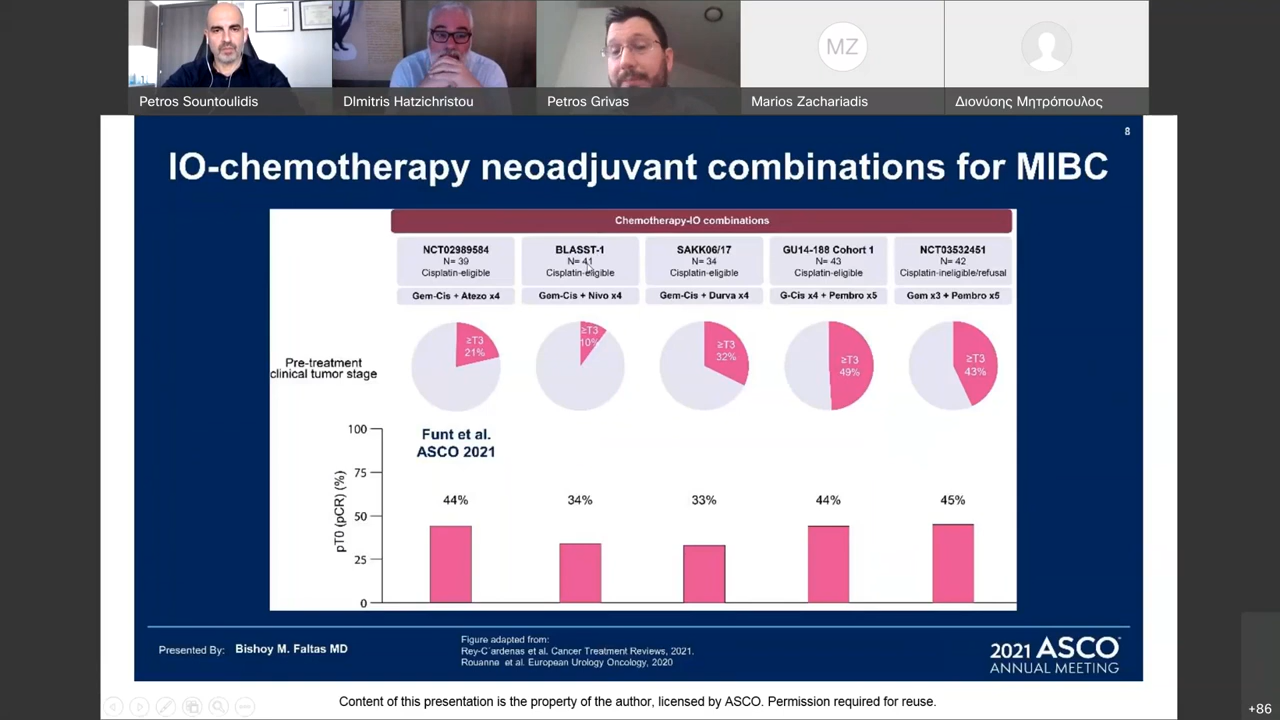 MZ
Petros Sountoulidis
DImitris Hatzichristou
Petros Grivas
Marios Zachariadis
Διονύσης Μητρόπουλος
8
IO-chemotherapy neoadjuvant combinations for MIBC
Chemotherapy-IO combinations
NCT02989584
N= 39
Cisplatin-eligible
BLASST-1
N= 41
Cisplatin-eligible
SAKK06/17
N= 34
Cisplatin-eligible
GU14-188 Cohort 1
N= 43
Cisplatin-eligible
NCT03532451
N= 42
Cisplatin-ineligible/refusal
Gem-Cis + Atezo x4
Gem-Cis + Nivo x4
Gem-Cis + Durva x4
G-Cis x4 + Pembro x5
Gem x3 + Pembro x5
Pre-treatment
clinical tumor stage
≥T3
21%
≥T3
10%
≥T3
32%
≥T3
49%
≥T3
43%
Funt et al.
ASCO 2021
pT0 (pCR) (%)
100
75
50
25
0
44%
34%
33%
44%
45%
Presented By: Bishoy M. Faltas MD
Figure adapted from:
Rey-C´ardenas et al. Cancer Treatment Reviews, 2021.
Rouanne et al. European Urology Oncology, 2020
2021 ASCO
ANNUAL MEETING
Content of this presentation is the property of the author, licensed by ASCO. Permission required for reuse.
+86